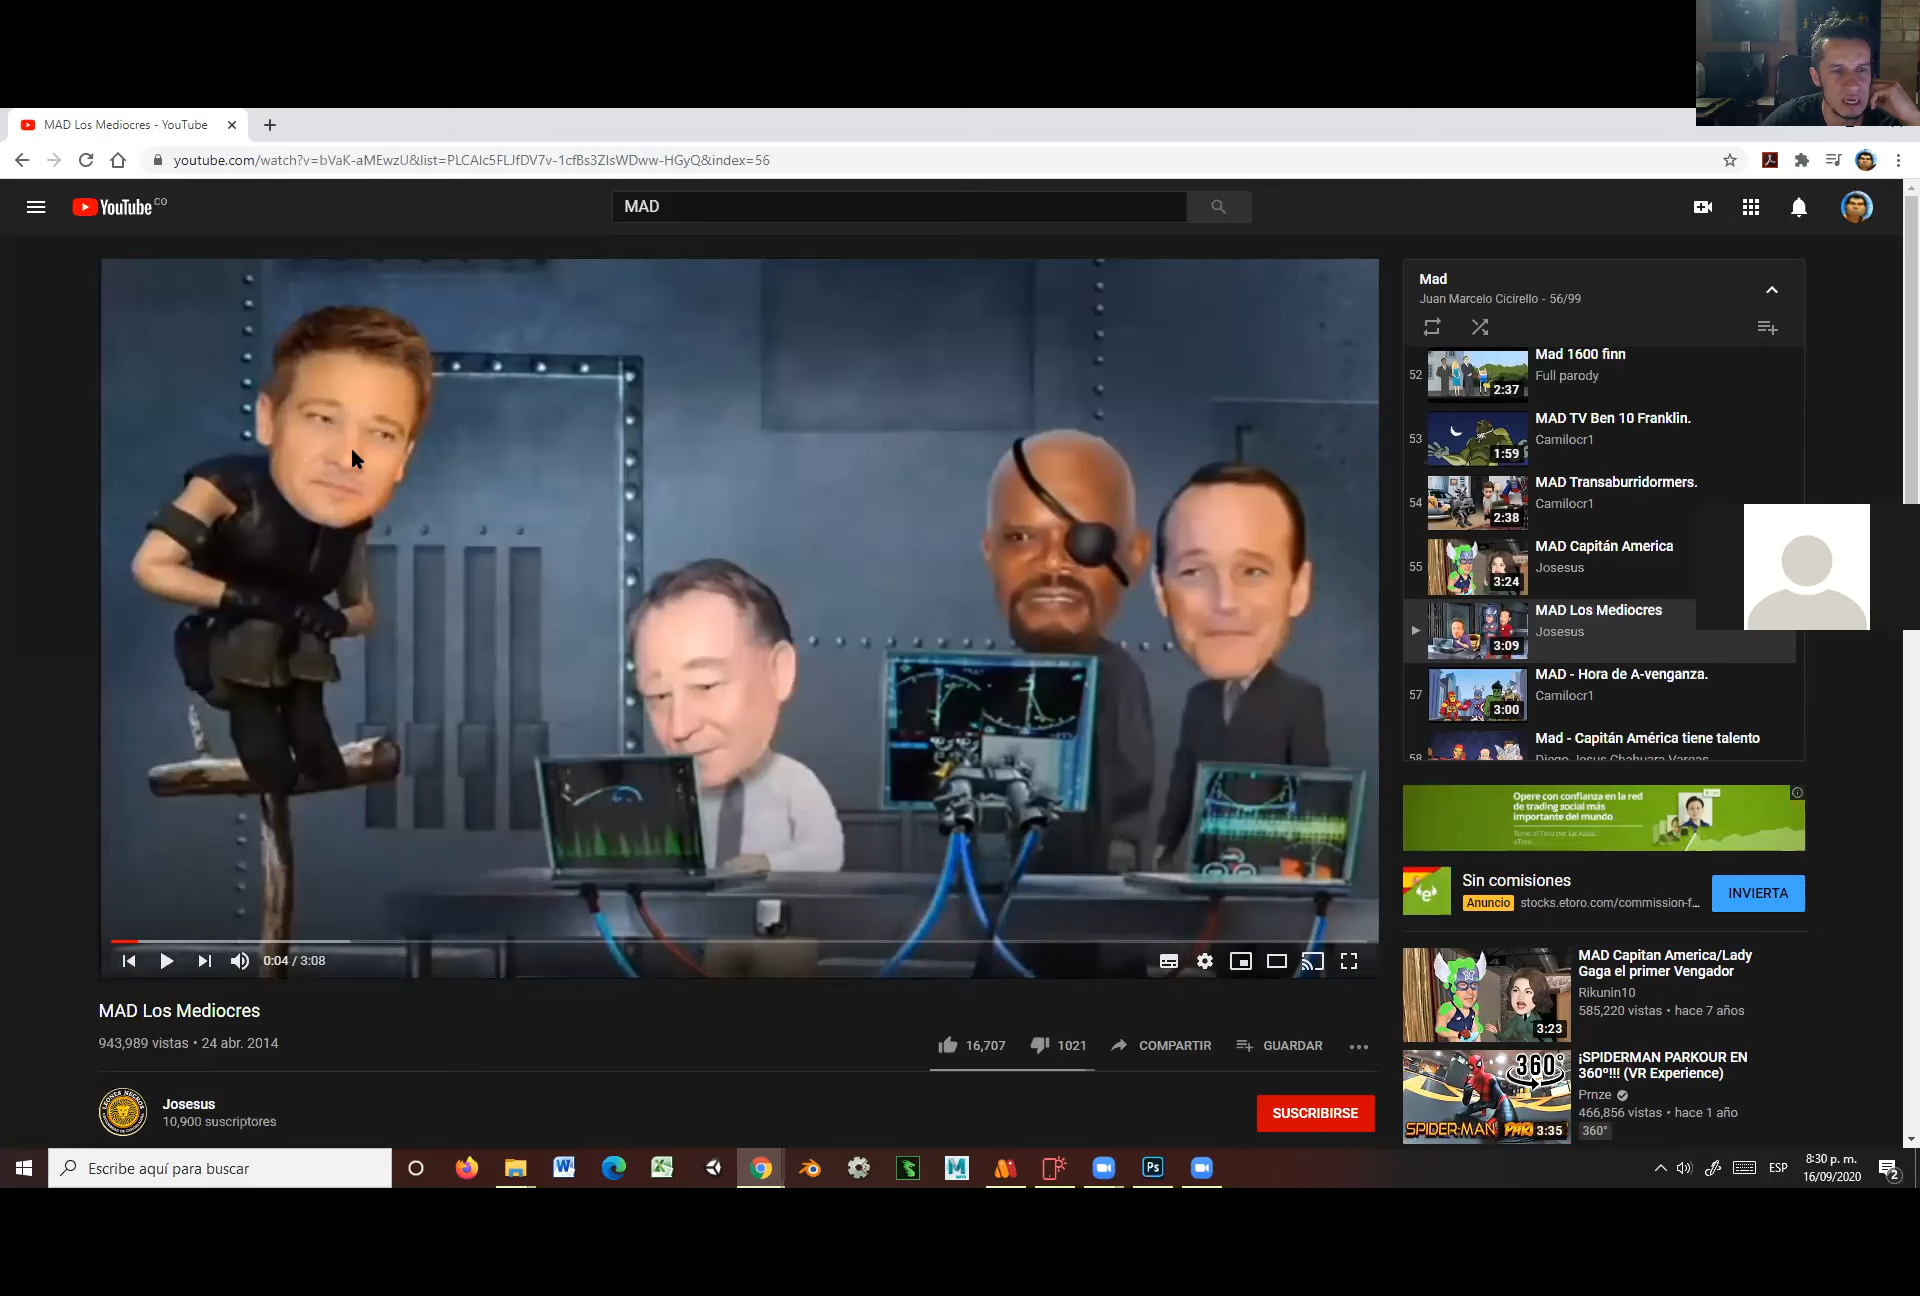 MAD Los Mediocres - YouTube
youtube.com/watch?v=bVaK-aMEwzU&list=PLCAlc5FLJfDV7v-1cfBs3ZIsWDww-HGyQ&index=56
YouTube CO
MAD
Mad
Juan Marcelo Cicirello - 56/99
52
Mad 1600 finn
Full parody
2:37
53
MAD TV Ben 10 Franklin.
Camilocr1
1:59
54
MAD Transaburridormers.
Camilocr1
2:38
55
MAD Capitán America
Josesus
3:24
MAD Los Mediocres
Josesus
3:09
57
MAD - Hora de A-venganza.
Camilocr1
3:00
58
Mad - Capitán América tiene talento
Diego Jesus Chahuara Vargas
Opere con confianza en la red
de trading social más
importante del mundo
Sin comisiones
INVIERTA
Anuncio stocks.etoro.com/commission-f...
0:04 / 3:08
MAD Los Mediocres
943,989 vistas • 24 abr. 2014
16,707
1021
COMPARTIR
GUARDAR
Josesus
10,900 suscriptores
SUSCRIBIRSE
MAD Capitan America/Lady
Gaga el primer Vengador
Rikunin10
585,220 vistas • hace 7 años
3:23
¡SPIDERMAN PARKOUR EN
360º!!! (VR Experience)
Prnze
466,856 vistas • hace 1 año
360°
360°
SPIDER-MAN
3:35
Escribe aquí para buscar
ESP
8:30 p. m.
16/09/2020
2